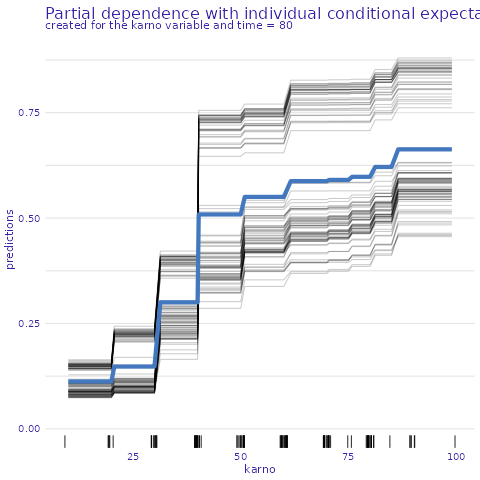 Partial dependence with individual conditional expecta
created for the karno variable and time = 80
predictions
0.75
0.50
0.25
0.00
25
50
75
100
karno